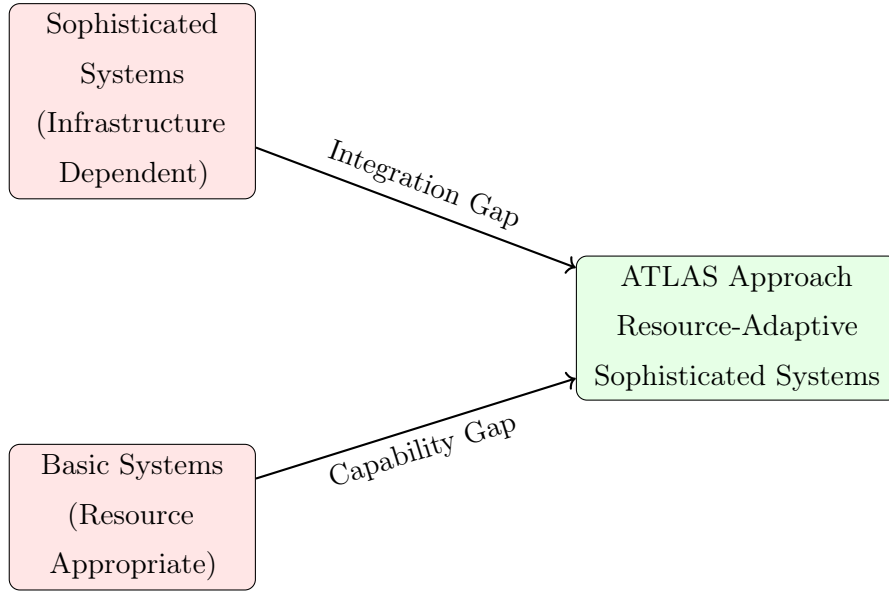 Sophisticated
Systems
(Infrastructure
Dependent)
Integration Gap
ATLAS Approach
Resource-Adaptive
Sophisticated Systems
Capability Gap
Basic Systems
(Resource
Appropriate)